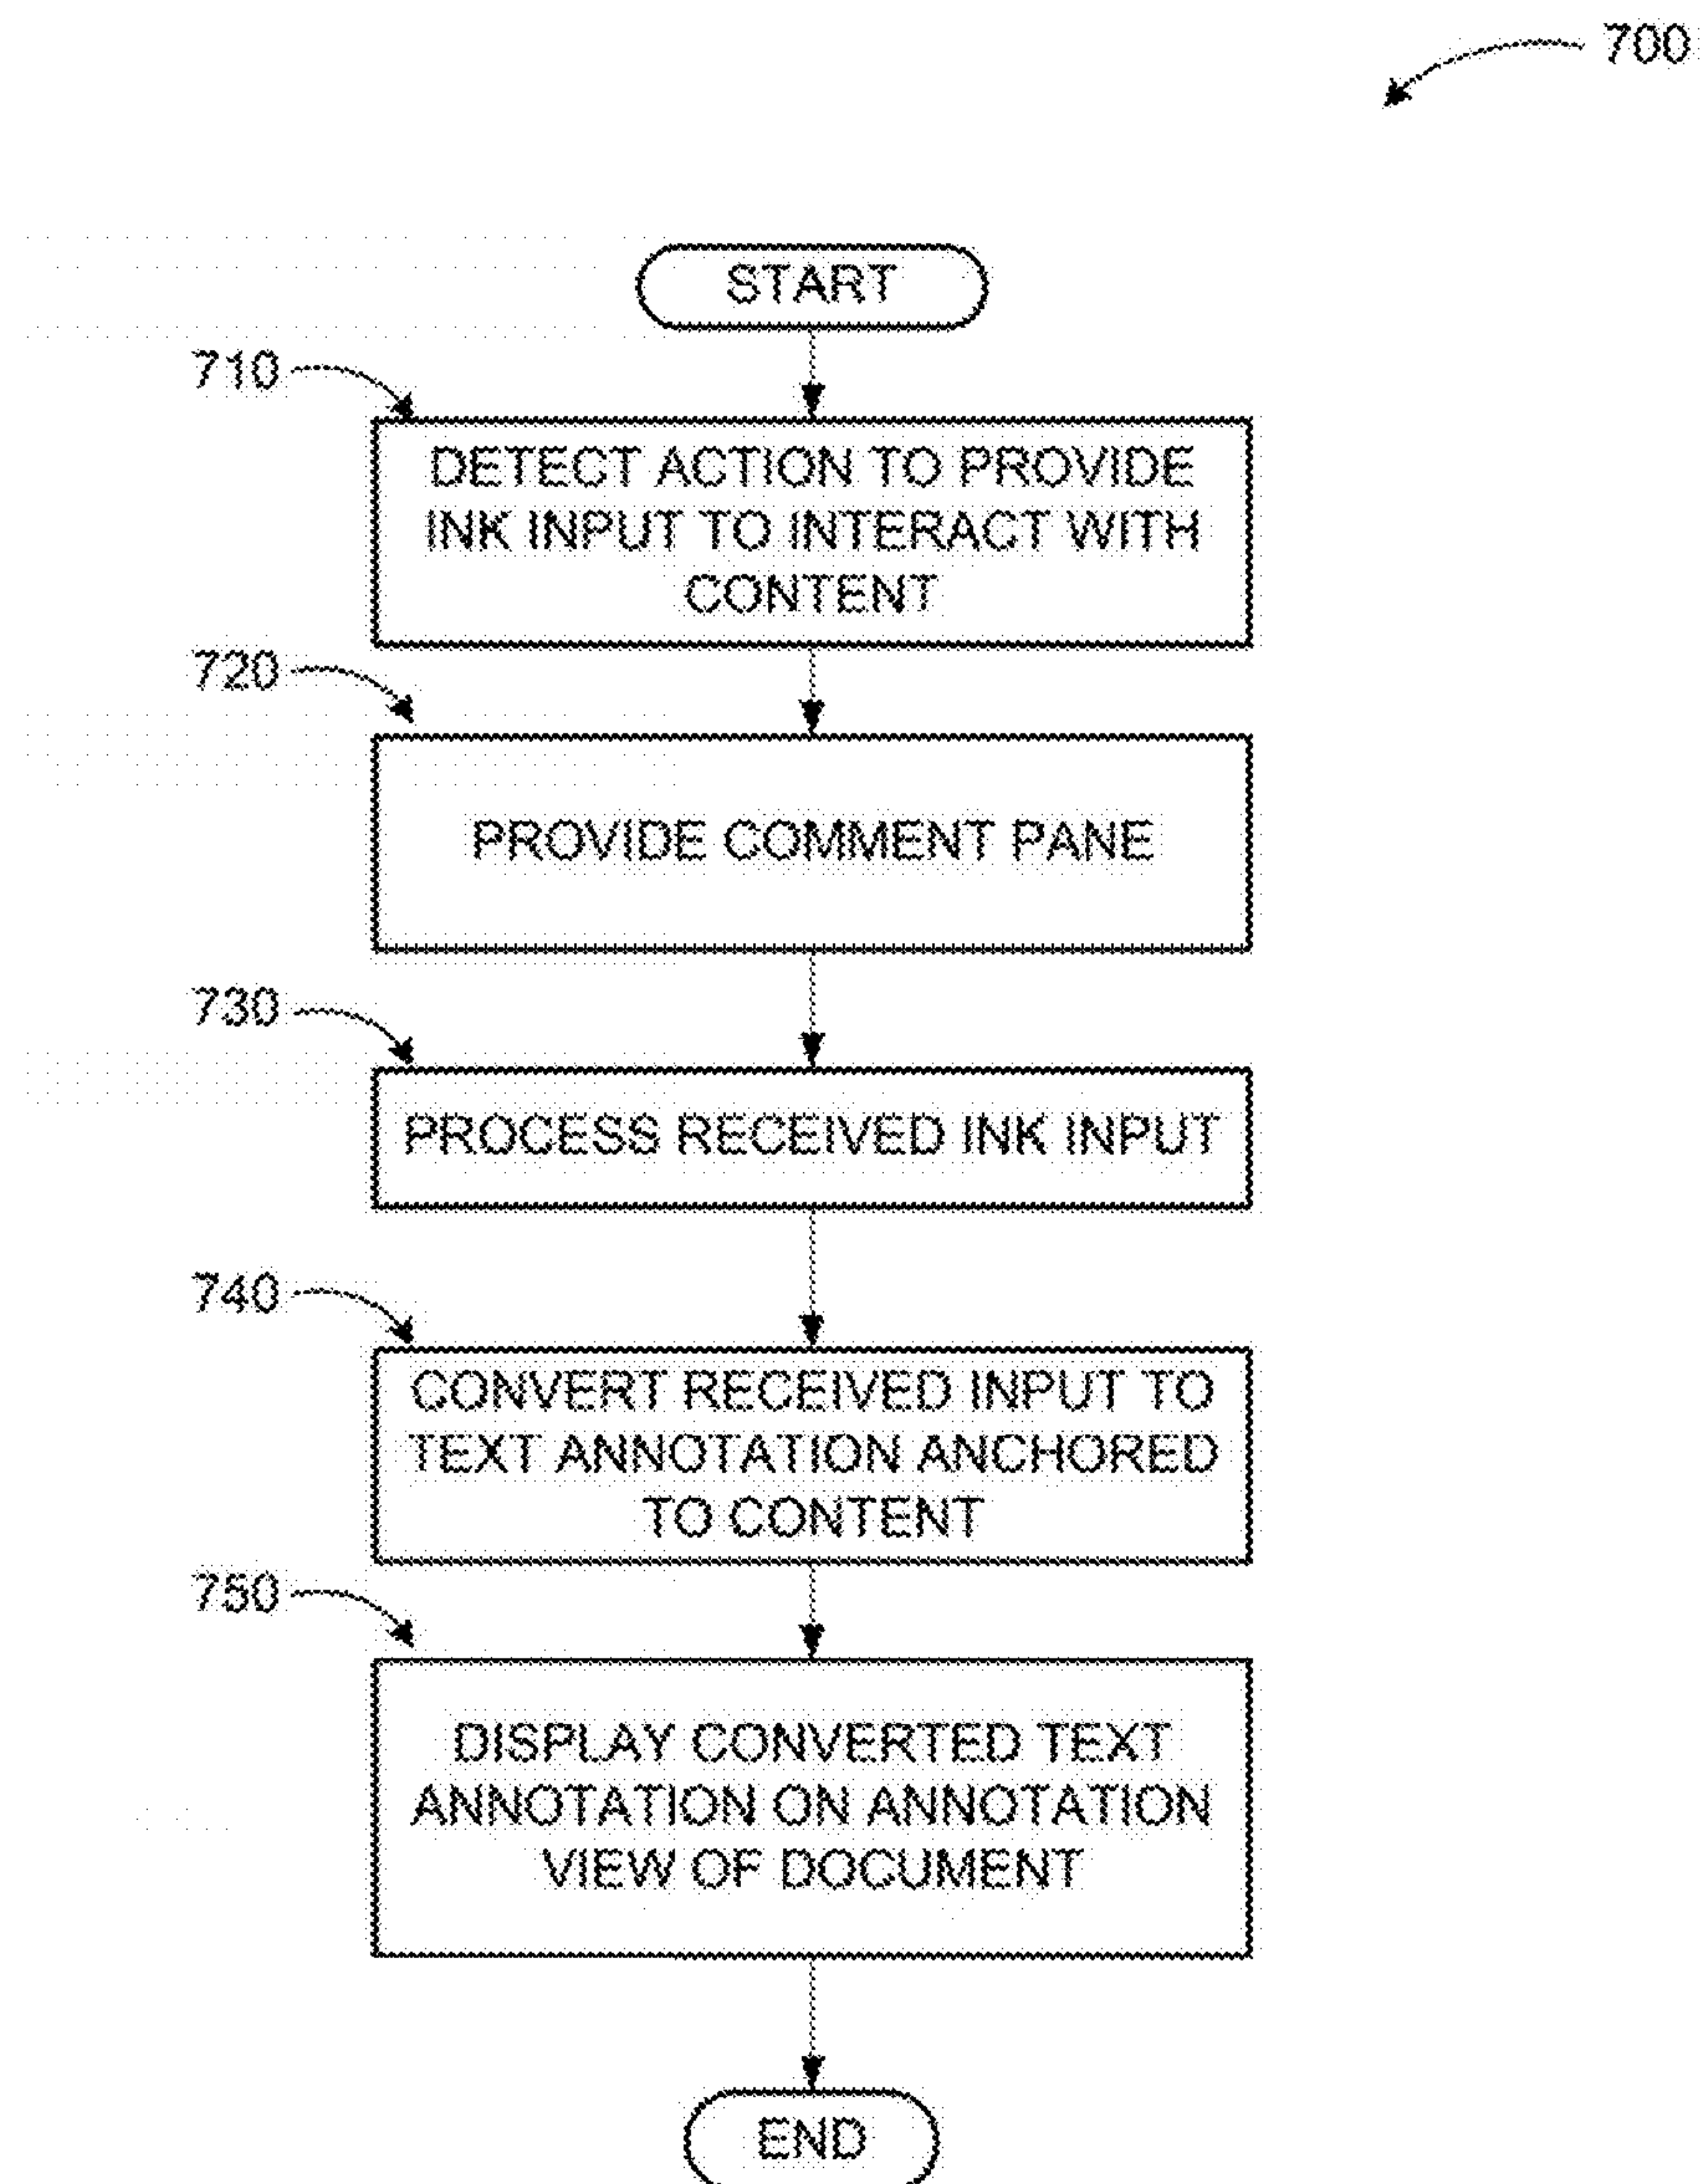 700
START
710
DETECT ACTION TO PROVIDE
INK INPUT TO INTERACT WITH
CONTENT
720
PROVIDE COMMENT PANE
730
PROCESS RECEIVED INK INPUT
740
CONVERT RECEIVED INPUT TO
TEXT ANNOTATION ANCHORED
TO CONTENT
750
DISPLAY CONVERTED TEXT
ANNOTATION ON ANNOTATION
VIEW OF DOCUMENT
END